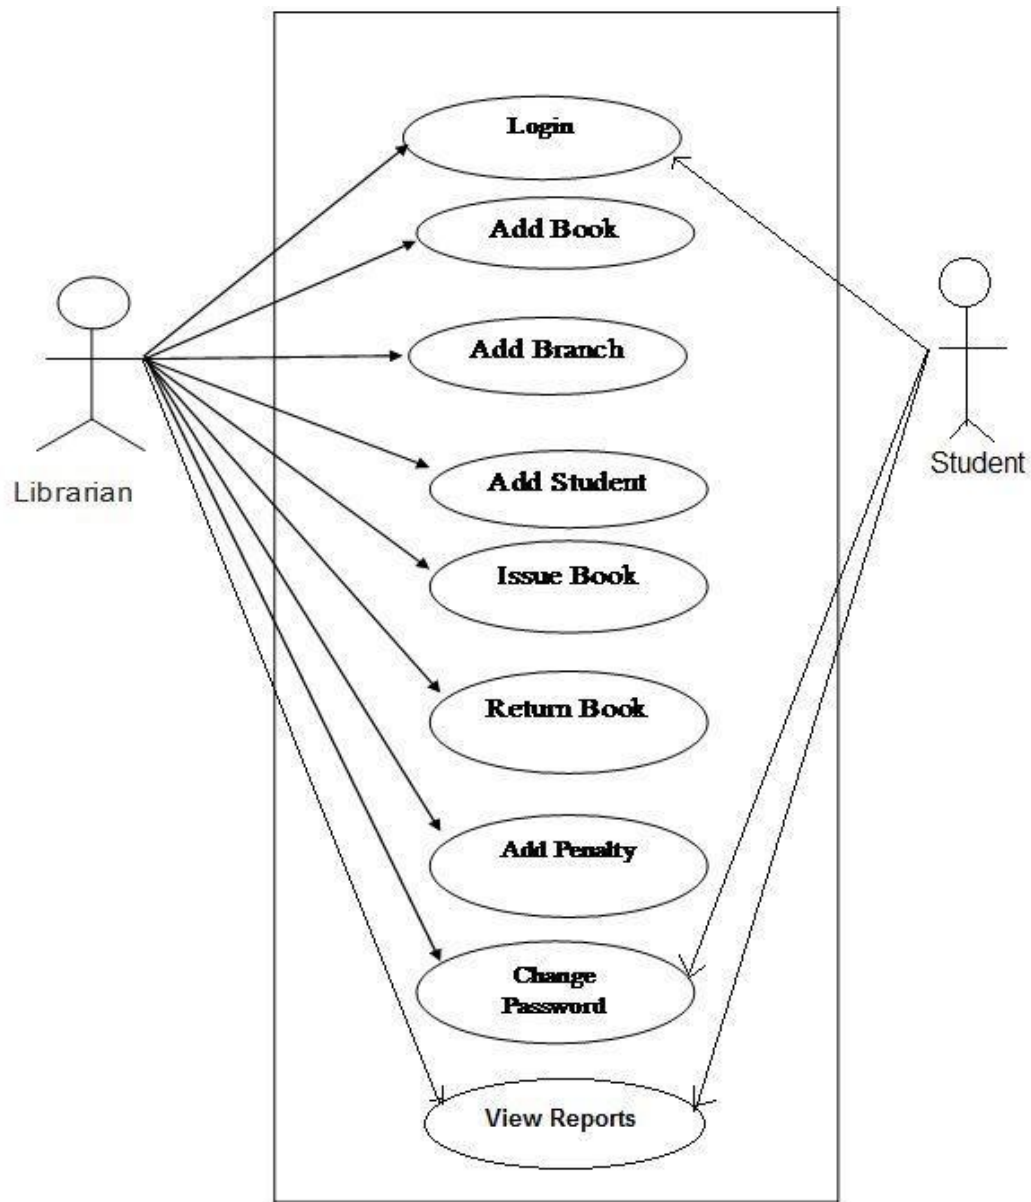 Login
Add Book
Add Branch
Add Student
Issue Book
Return Book
Add Penalty
Change
Password
View Reports
Librarian
Student